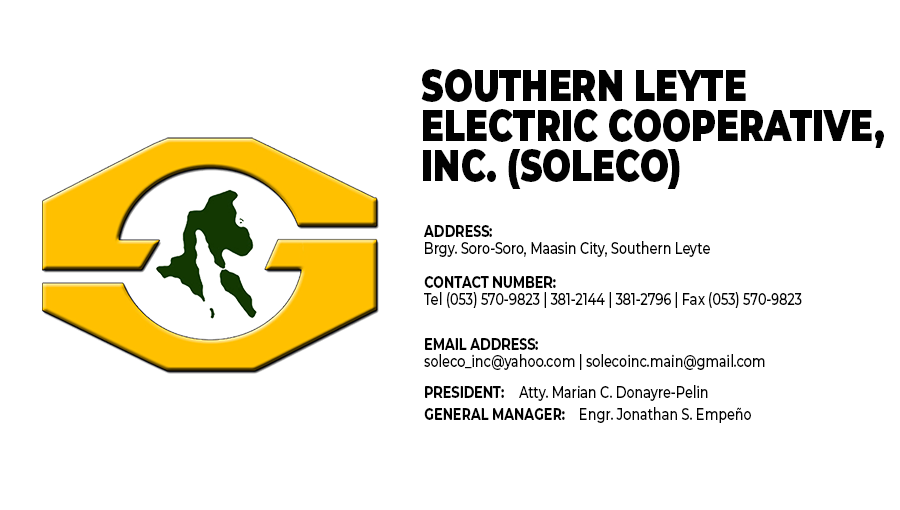 SOUTHERN LEYTE
ELECTRIC COOPERATIVE,
INC. (SOLECO)
ADDRESS:
Brgy. Soro-Soro, Maasin City, Southern Leyte
CONTACT NUMBER:
Tel (053) 570-9823 | 381-2144 | 381-2796 | Fax (053) 570-9823
EMAIL ADDRESS:
soleco_inc@yahoo.com | solecoinc.main@gmail.com
PRESIDENT: Atty. Marian C. Donayre-Pelin
GENERAL MANAGER: Engr. Jonathan S. Empeño